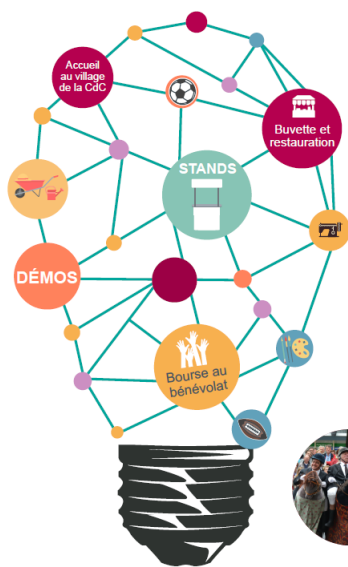 Accueil
au village
de la CdC
Buvette et
restauration
STANDS
DÉMOS
Bourse au
bénévolat